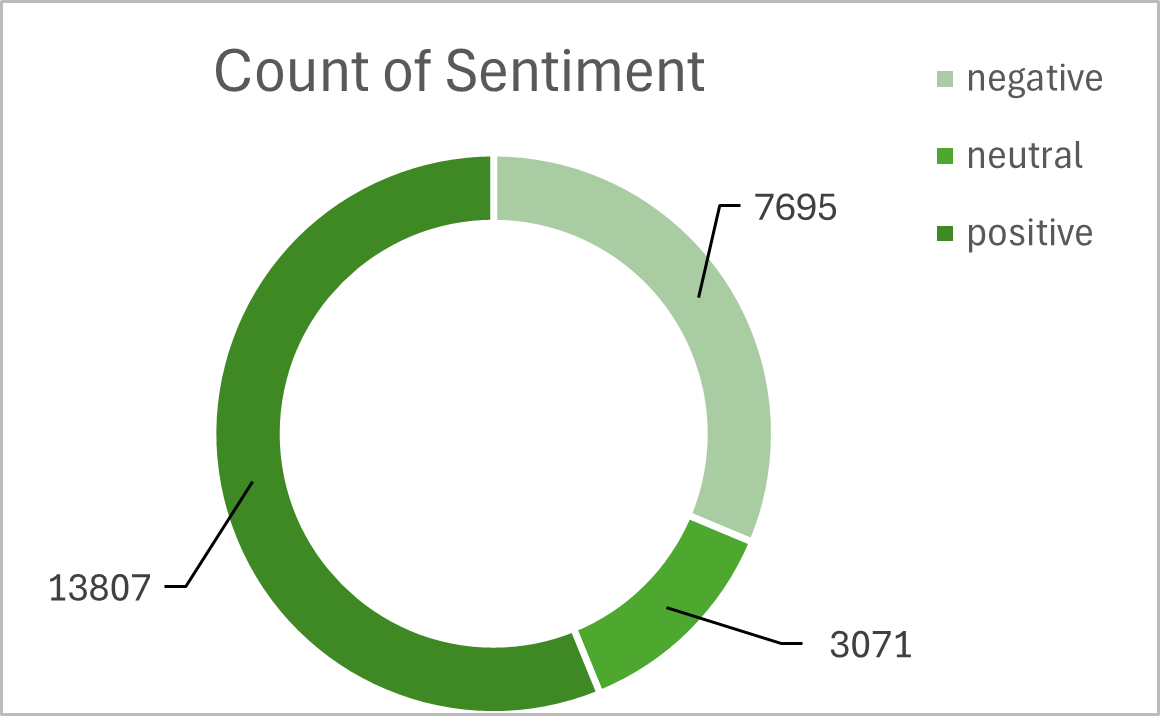 Count of Sentiment
negative
neutral
positive
7695
13807
3071